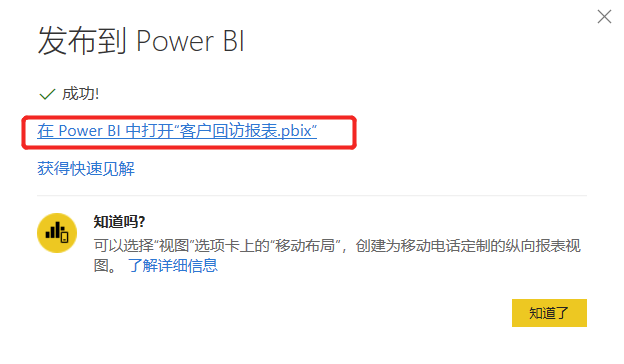 发布到 Power BI
成功!
在 Power BI 中打开“客户回访报表.pbix”
获得快速见解
知道吗?
可以选择“视图”选项卡上的“移动布局”，创建为移动电话定制的纵向报表视
图。 了解详细信息
知道了